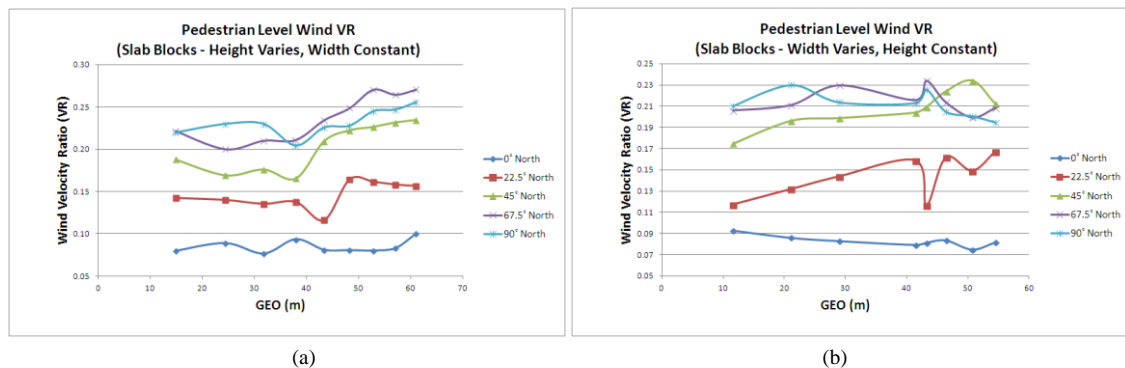 Pedestrian Level Wind VR
(Slab Blocks - Height Varies, Width Constant)
Wind Velocity Ratio (VR)
0.30
0.25
0.20
0.15
0.10
0.05
0
10
20
30
40
50
60
70
GEO (m)
0° North
22.5° North
45° North
67.5° North
90° North
(a)
Pedestrian Level Wind VR
(Slab Blocks - Width Varies, Height Constant)
Wind Velocity Ratio (VR)
0.25
0.23
0.21
0.19
0.17
0.15
0.13
0.11
0.09
0.07
0.05
0
10
20
30
40
50
60
GEO (m)
0° North
22.5° North
45° North
67.5° North
90° North
(b)